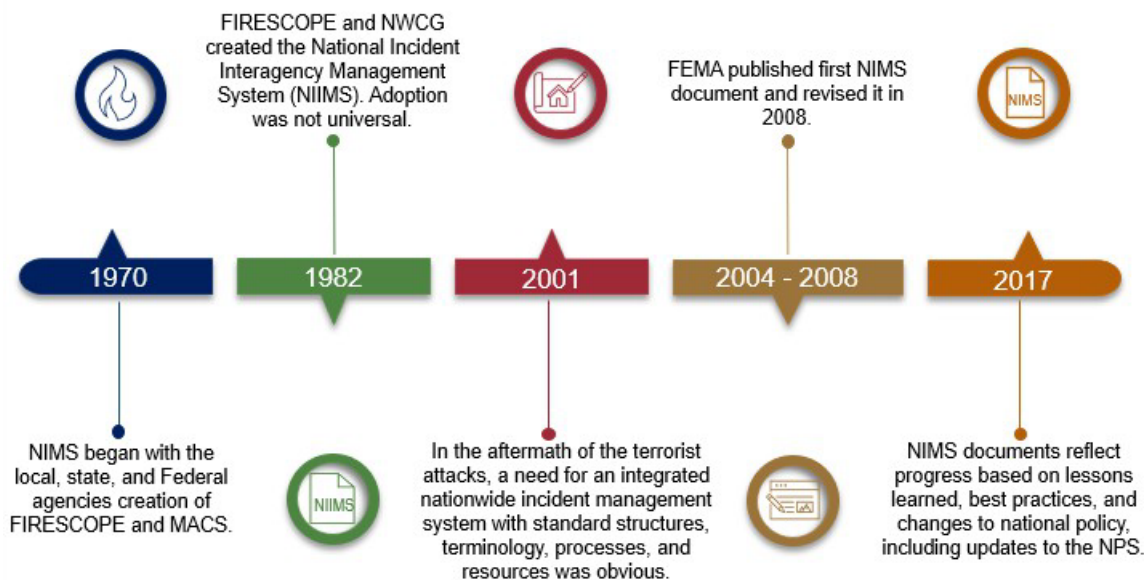 FIRESCOPE and NWCG
created the National Incident
Interagency Management
System (NIIMS). Adoption
was not universal.
FEMA published first NIMS
document and revised it in
2008.
NIMS
1970
1982
2001
2004 - 2008
2017
NIMS began with the
local, state, and Federal
agencies creation of
FIRESCOPE and MACS.
NIIMS
In the aftermath of the terrorist
attacks, a need for an integrated
nationwide incident management
system with standard structures,
terminology, processes, and
resources was obvious.
NIMS documents reflect
progress based on lessons
learned, best practices, and
changes to national policy,
including updates to the NPS.